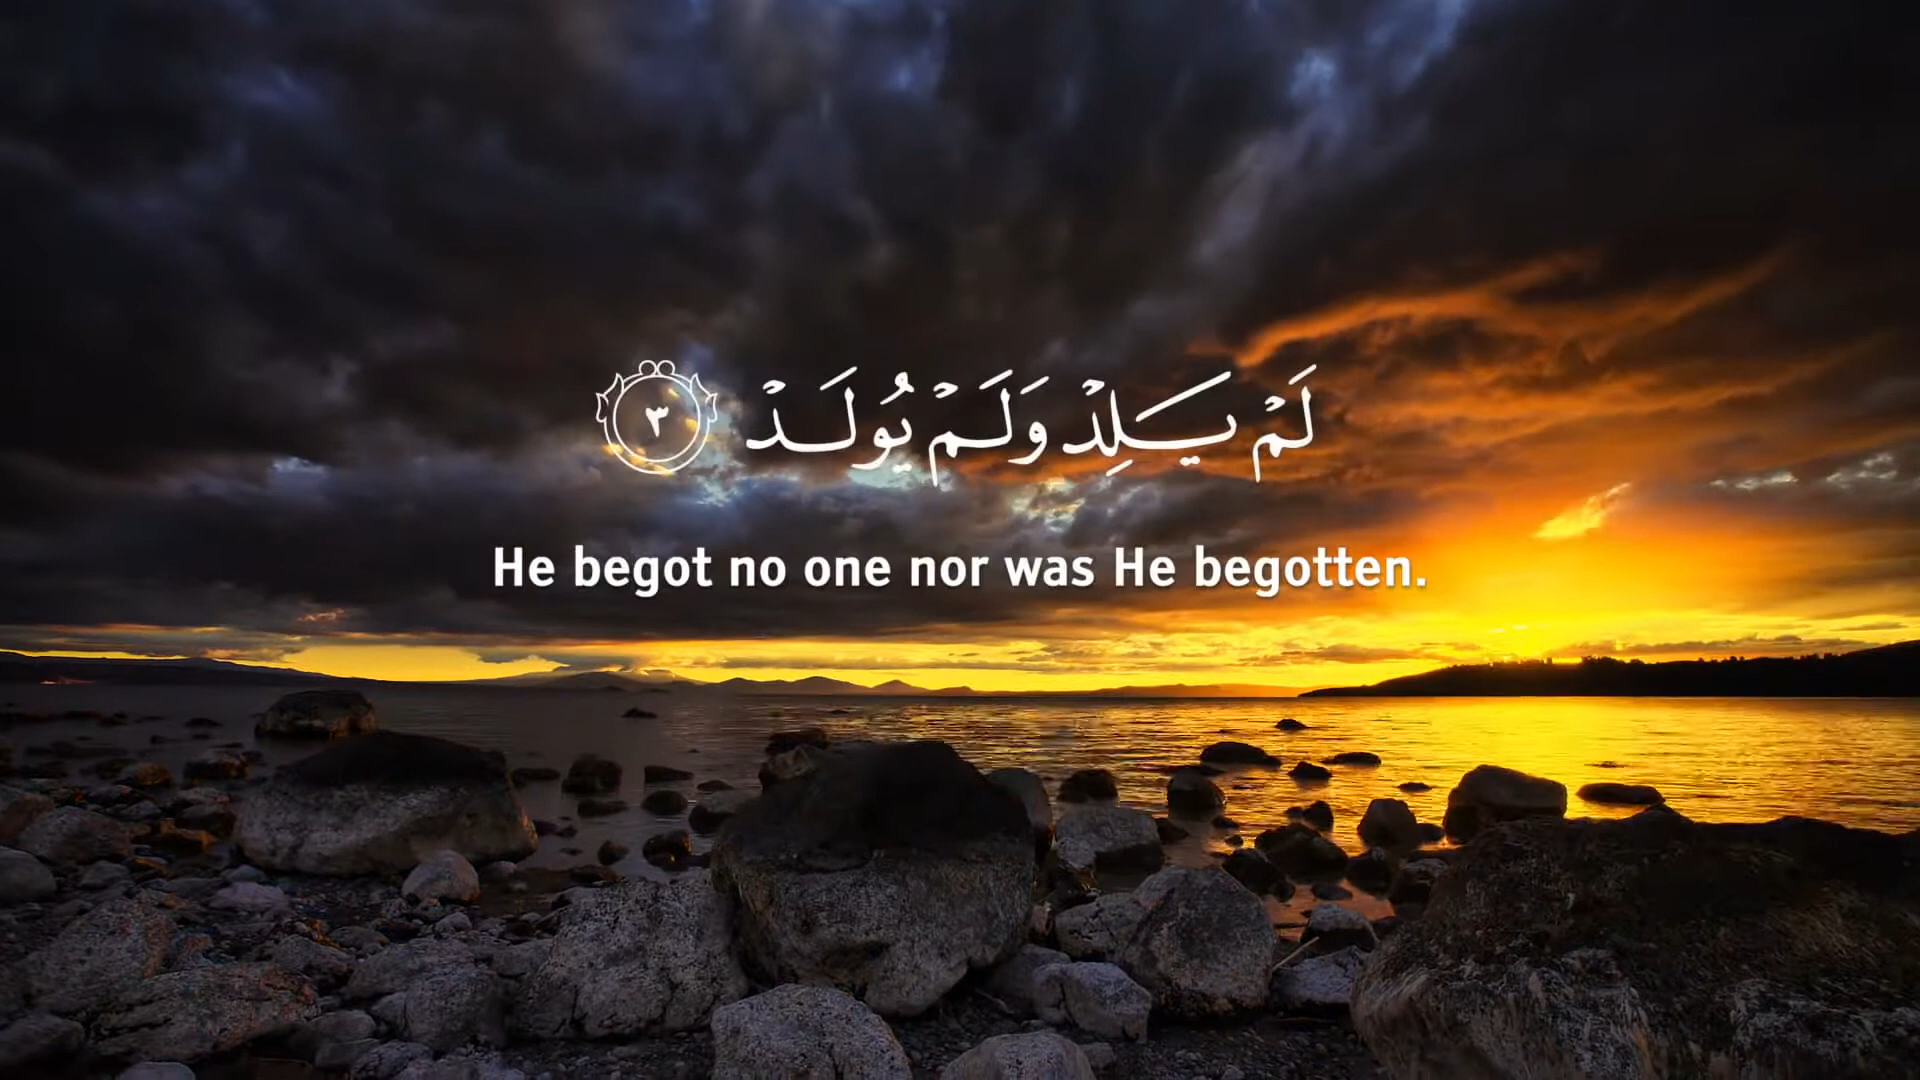 لَمْ يَلِدْ وَلَمْ يُولَدْ ٣
He begot no one nor was He begotten.